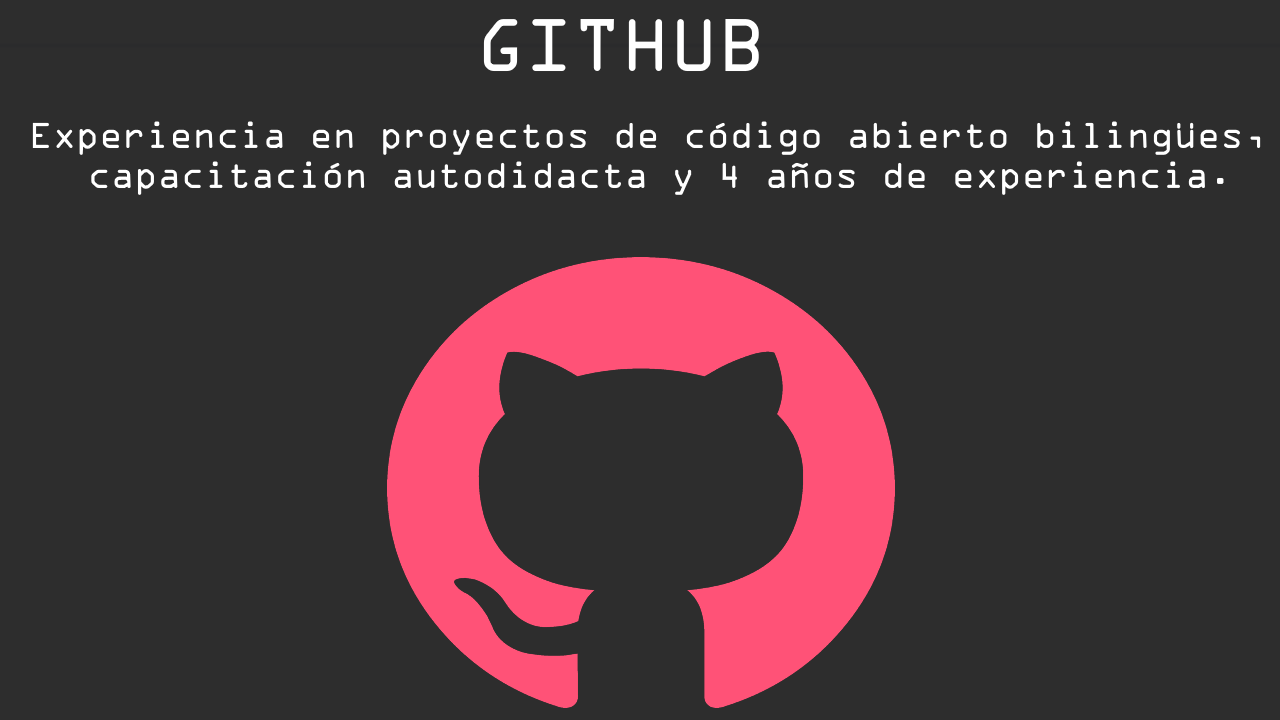 GITHUB
Experiencia en proyectos de código abierto bilingües,
capacitación autodidacta y 4 años de experiencia.